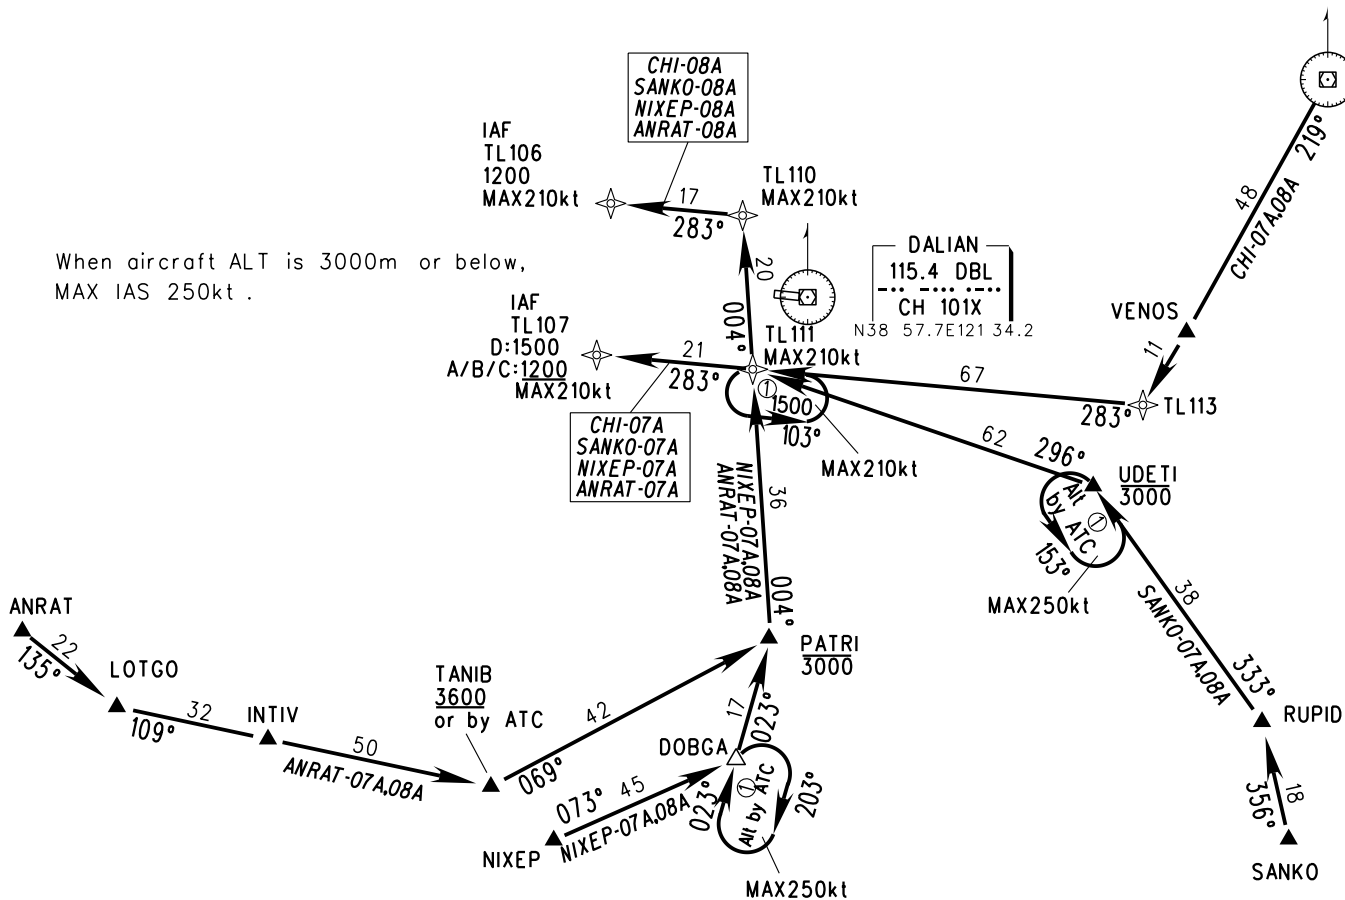 CHI-08A
SANKO-08A
NIXEP-08A
ANRAT-08A
IAF
TL106
1200
MAX210kt
17
283°
TL110
MAX210kt
219°
48
CHI-07A,08A
When aircraft ALT is 3000m or below,
MAX IAS 250kt .
20
004°
DALIAN
115.4 DBL
-·· -··· ·-··
CH 101X
N38 57.7E121 34.2
VENOS
11
IAF
TL107
D:1500
A/B/C:1200
MAX210kt
21
283°
TL111
MAX210kt
67
283°
TL113
CHI-07A
SANKO-07A
NIXEP-07A
ANRAT-07A
1
1500
103°
MAX210kt
62
296°
UDETI
3000
Alt
by ATC
1
153°
MAX250kt
36
NIXEP-07A,08A
ANRAT-07A,08A
004°
38
SANKO-07A,08A
333°
RUPID
18
356°
SANKO
ANRAT
22
135°
LOTGO
32
109°
INTIV
50
ANRAT-07A,08A
TANIB
3600
or by ATC
42
069°
PATRI
3000
17
023°
DOBGA
073°
45
NIXEP-07A,08A
NIXEP
023°
1
Alt by ATC
203°
MAX250kt